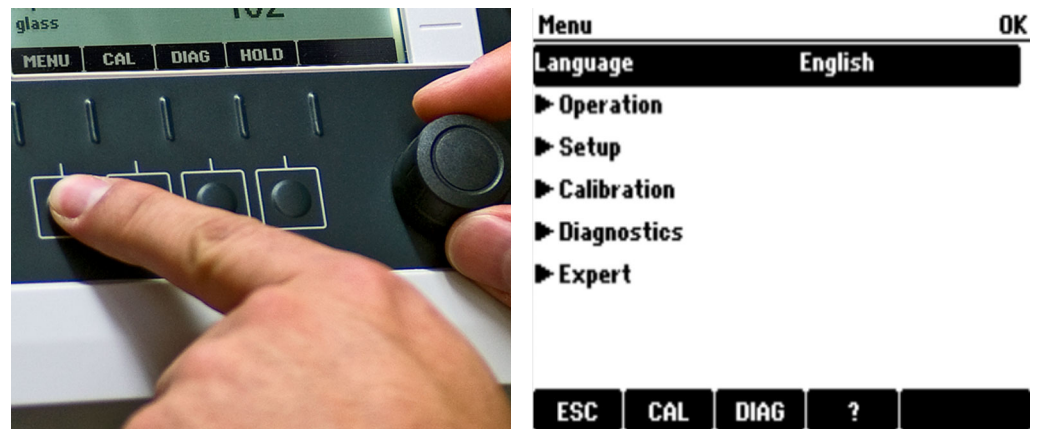 glass
MENU CAL DIAG HOLD
Menu OK
Language English
Operation
Setup
Calibration
Diagnostics
Expert
ESC CAL DIAG ?